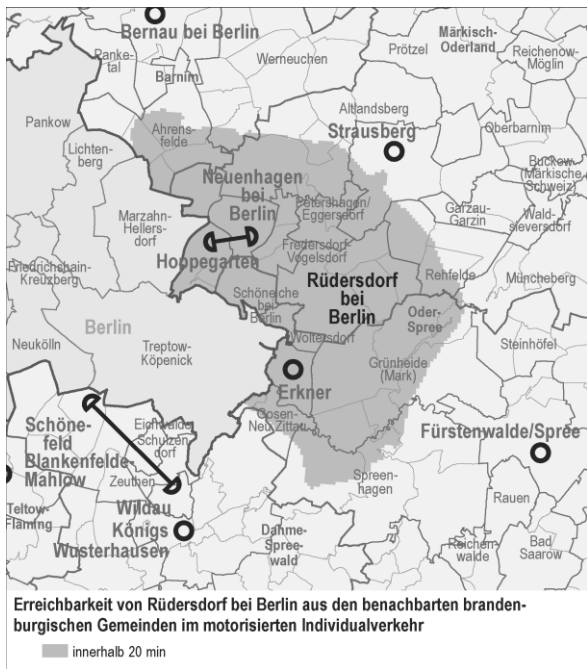 Bernau bei Berlin
Panke-
tal
Barnim
Werneuchen
Prötzel
Märkisch-
Oderland
Reichenow-
Möglin
Pankow
Ahrens-
felde
Altlandsberg
Strausberg
Oberbarnim
Lichten-
berg
Neuenhagen
bei
Berlin
Petershagen/
Eggersdorf
Buckow
(Märkische
Schweiz)
Marzahn-
Hellers-
dorf
Garzau-
Garzin
Wald-
sieversdorf
Hoppegarten
Fredersdorf-
Vogelsdorf
Friedrichshain-
Kreuzberg
Schöneiche
bei
Berlin
Rüdersdorf
bei
Berlin
Rehfelde
Müncheberg
Berlin
Oder-
Spree
Neukölln
Treptow-
Köpenick
Woltersdorf
Grünheide
(Mark)
Steinhöfel
Erkner
Gosen-
Neu Zittau
Schöne-
feld
Blankenfelde-
Mahlow
Eichwalde
Schulzen-
dorf
Zeuthen
Fürstenwalde/Spree
Spreen-
hagen
Teltow-
Fläming
Wildau
Königs
Wusterhausen
Dahme-
Spree-
wald
Rauen
Reichen-
walde
Bad
Saarow
Erreichbarkeit von Rüdersdorf bei Berlin aus den benachbarten branden-
burgischen Gemeinden im motorisierten Individualverkehr
innerhalb 20 min